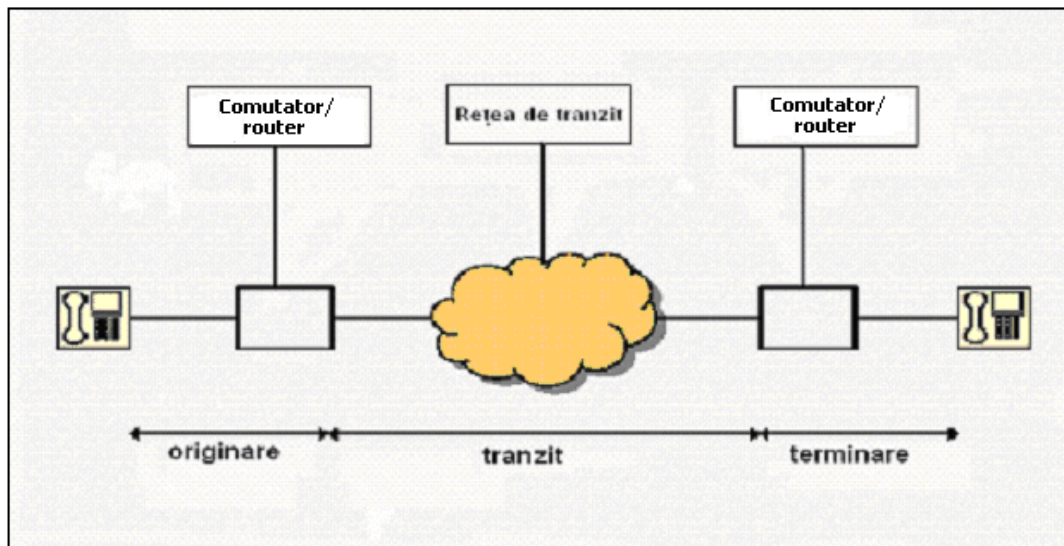 Comutator/
router
Rețea de tranzit
Comutator/
router
originare
tranzit
terminare